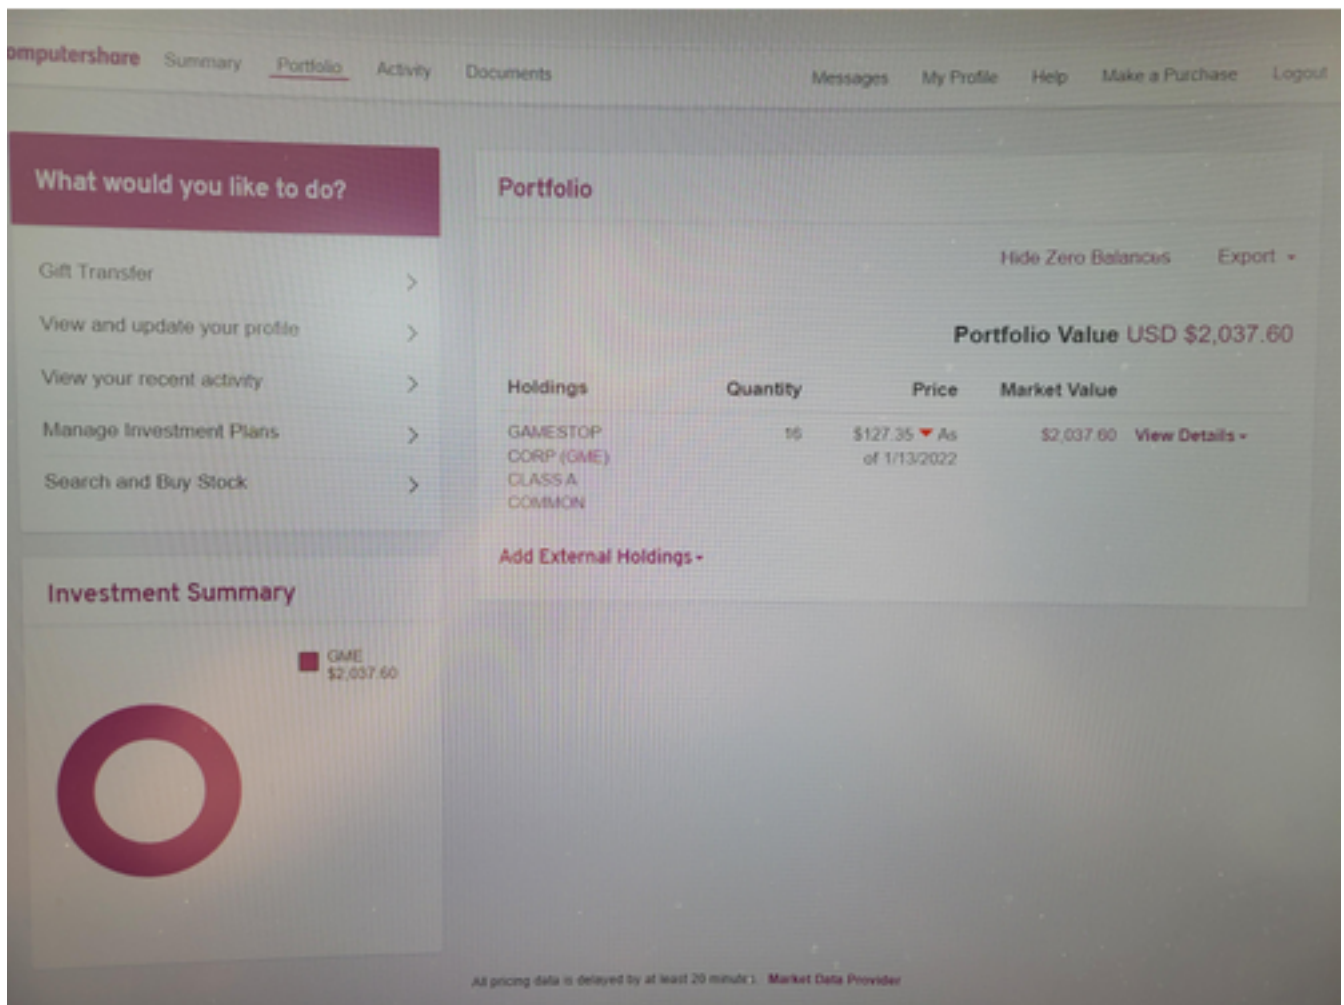 omputershare Summary Portfolio Activity Documents Messages My Profile Help Make a Purchase Logout
What would you like to do?
Gift Transfer
View and update your profile
View your recent activity
Manage Investment Plans
Search and Buy Stock
Investment Summary
GME
$2,037.60
Portfolio
Hide Zero Balances Export
Portfolio Value USD $2,037.60
Holdings Quantity Price Market Value
GAMESTOP 16 $127.35 As $2,037.60 View Details
CORP (GME) of 1/13/2022
CLASS A
COMMON
Add External Holdings
All pricing data is delayed by at least 20 minutes. Market Data Provider